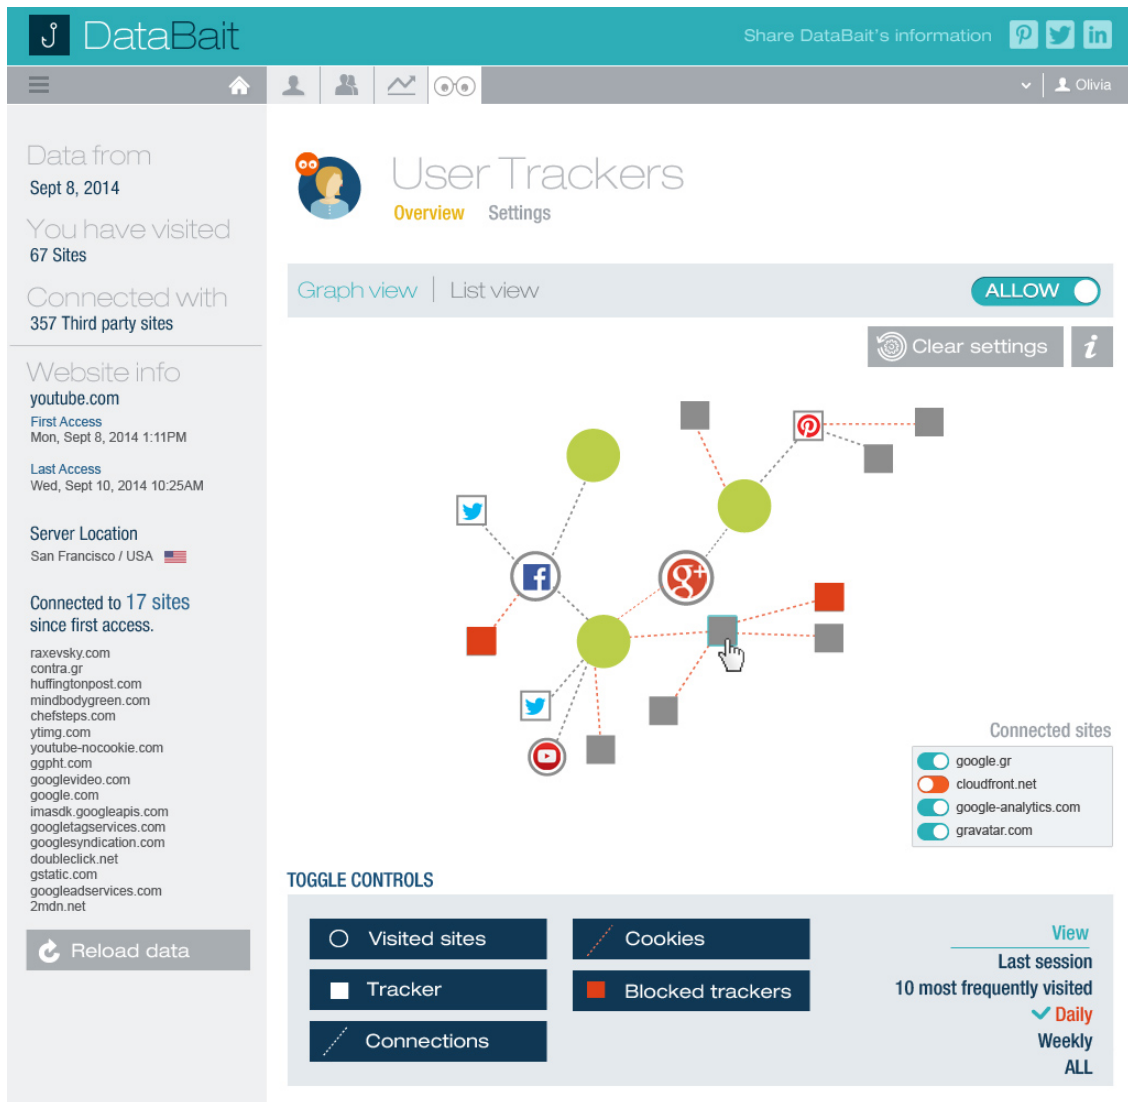 DataBait
Share DataBait's information
Olivia
Data from
Sept 8, 2014
You have visited
67 Sites
Connected with
357 Third party sites
Website info
youtube.com
First Access
Mon, Sept 8, 2014 1:11PM
Last Access
Wed, Sept 10, 2014 10:25AM
Server Location
San Francisco / USA
Connected to 17 sites
since first access.
raxevsky.com
contra.gr
huffingtonpost.com
mindbodygreen.com
chefsteps.com
ytimg.com
youtube-nocookie.com
ggpht.com
googlevideo.com
google.com
imasdk.googleapis.com
googletagservices.com
googlesyndication.com
doubleclick.net
gstatic.com
googleadservices.com
2mdn.net
Reload data
User Trackers
Overview Settings
Graph view | List view
ALLOW
Clear settings
i
Connected sites
google.gr
cloudfront.net
google-analytics.com
gravatar.com
TOGGLE CONTROLS
Visited sites
Cookies
Tracker
Blocked trackers
Connections
View
Last session
10 most frequently visited
Daily
Weekly
ALL